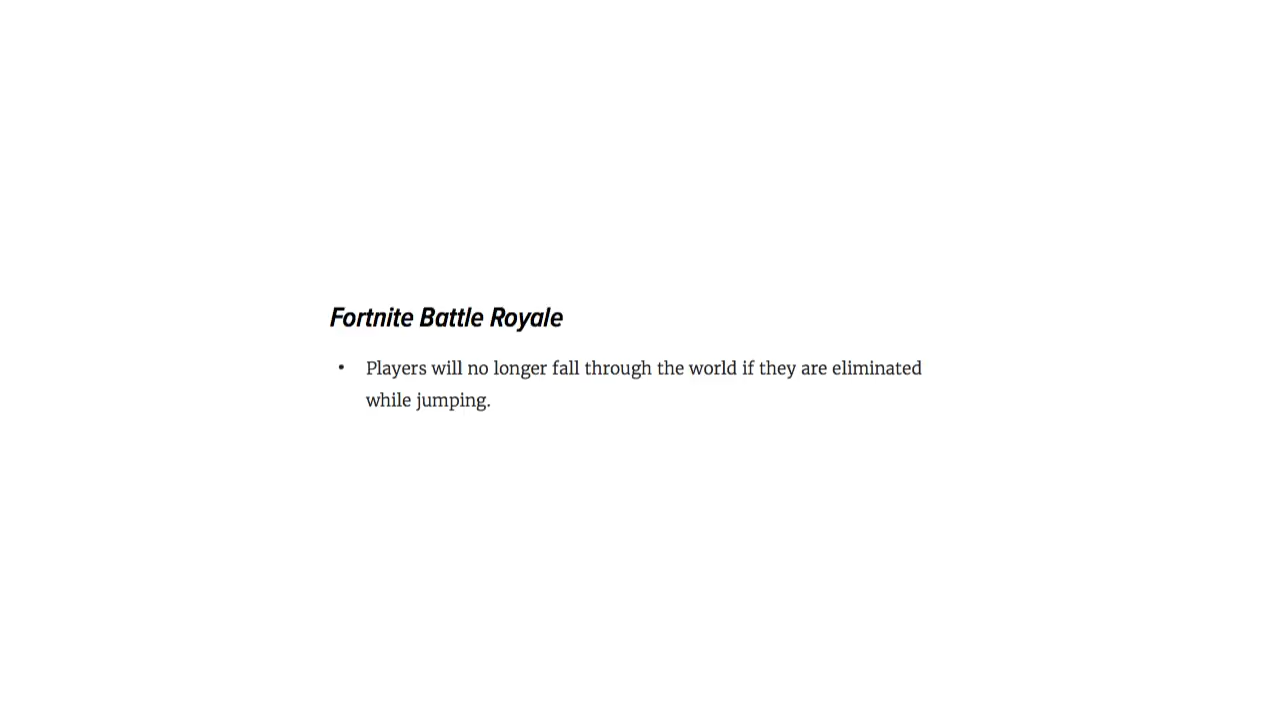 Fortnite Battle Royale
• Players will no longer fall through the world if they are eliminated
while jumping.